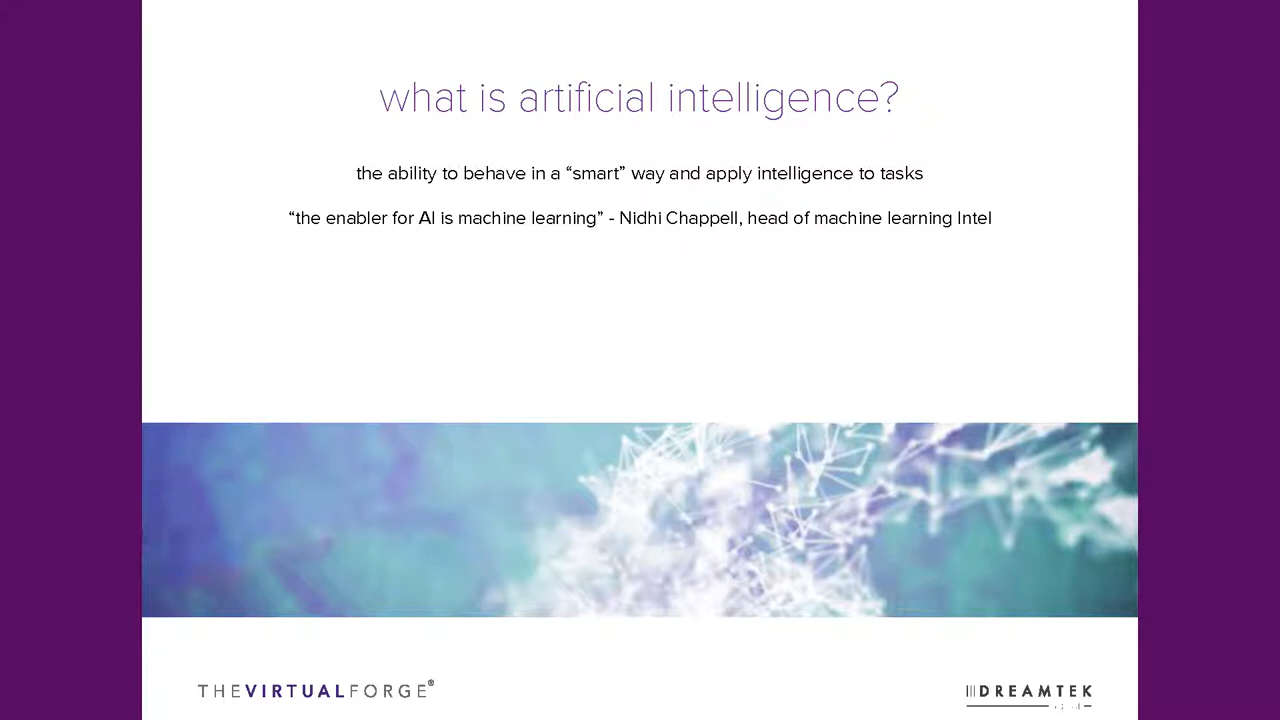 what is artificial intelligence?
the ability to behave in a “smart” way and apply intelligence to tasks
“the enabler for AI is machine learning” - Nidhi Chappell, head of machine learning Intel
THEVIRTUALFORGE®
DREAMTEK